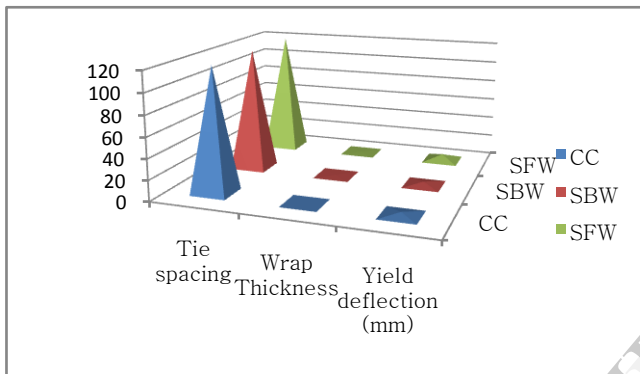 120
100
80
60
40
20
0
Tie
spacing
Wrap
Thickness
Yield
deflection
(mm)
SFW
SBW
CC
CC
SBW
SFW